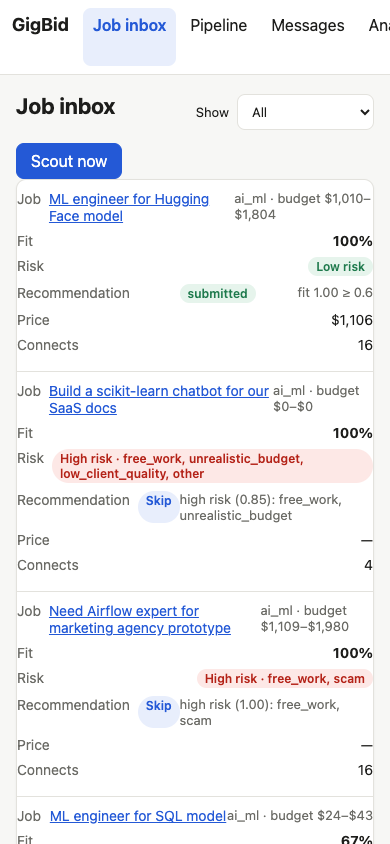 GigBid Job inbox Pipeline Messages
Job inbox
Show All
Scout now
Job ML engineer for Hugging ai_ml · budget $1,010–
Face model $1,804
Fit 100%
Risk Low risk
Recommendation submitted fit 1.00 ≥ 0.6
Price $1,106
Connects 16
Job Build a scikit-learn chatbot for our ai_ml · budget
SaaS docs $0–$0
Fit 100%
Risk High risk · free_work, unrealistic_budget,
low_client_quality, other
Recommendation Skip high risk (0.85): free_work,
unrealistic_budget
Price —
Connects 4
Job Need Airflow expert for ai_ml · budget
marketing agency prototype $1,109–$1,980
Fit 100%
Risk High risk · free_work, scam
Recommendation Skip high risk (1.00): free_work,
scam
Price —
Connects 16
Job ML engineer for SQL model ai_ml · budget $24–$43
Fit 67%